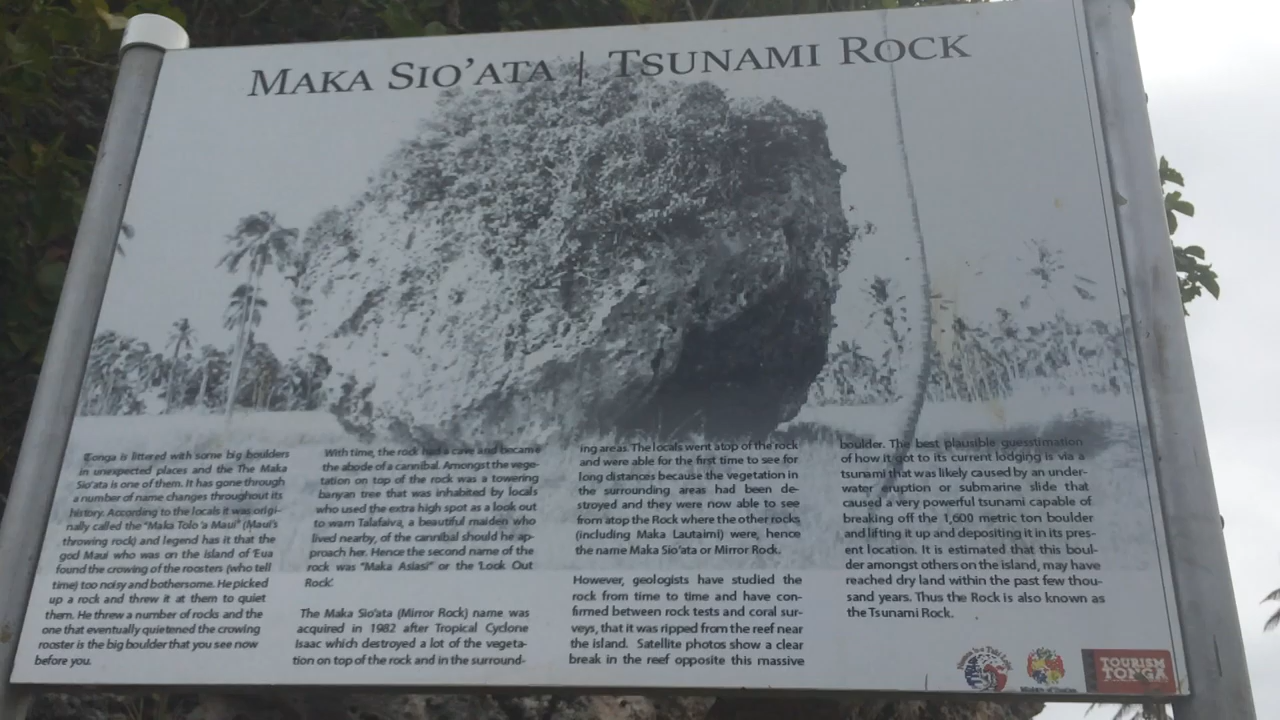 MAKA SIO'ATA | TSUNAMI ROCK
Tonga is littered with some big boulders
in unexpected places and the The Maka
Sio'ata is one of them. It has gone through
a number of name changes throughout its
history. According to the locals it was origi-
nally called the "Maka Tolo 'a Maui" (Maui's
throwing rock) and legend has it that the
god Maui who was on the island of 'Eua
found the crowing of the roosters (who tell
time) too noisy and bothersome. He picked
up a rock and threw it at them to quiet
them. He threw a number of rocks and the
one that eventually quietened the crowing
rooster is the big boulder that you see now
before you.
With time, the rock had a cave and became
the abode of a cannibal. Amongst the vege-
tation on top of the rock was a towering
banyan tree that was inhabited by locals
who used the extra high spot as a look out
to warn Talafaiva, a beautiful maiden who
lived nearby, of the cannibal should he ap-
proach her. Hence the second name of the
rock was "Maka Asiasi" or the 'Look Out
Rock'.
The Maka Sio'ata (Mirror Rock) name was
acquired in 1982 after Tropical Cyclone
Isaac which destroyed a lot of the vegeta-
tion on top of the rock and in the surround-
ing areas. The locals went atop of the rock
and were able for the first time to see for
long distances because the vegetation in
the surrounding areas had been de-
stroyed and they were now able to see
from atop the Rock where the other rocks
(including Maka Lautaimi) were, hence
the name Maka Sio'ata or Mirror Rock.
However, geologists have studied the
rock from time to time and have con-
firmed between rock tests and coral sur-
veys, that it was ripped from the reef near
the island. Satellite photos show a clear
break in the reef opposite this massive
boulder. The best plausible guesstimation
of how it got to its current lodging is via a
tsunami that was likely caused by an under-
water eruption or submarine slide that
caused a very powerful tsunami capable of
breaking off the 1,600 metric ton boulder
and lifting it up and depositing it in its pres-
ent location. It is estimated that this boul-
der amongst others on the island, may have
reached dry land within the past few thou-
sand years. Thus the Rock is also known as
the Tsunami Rock.
Ministry of Tourism
TOURISM
TONGA